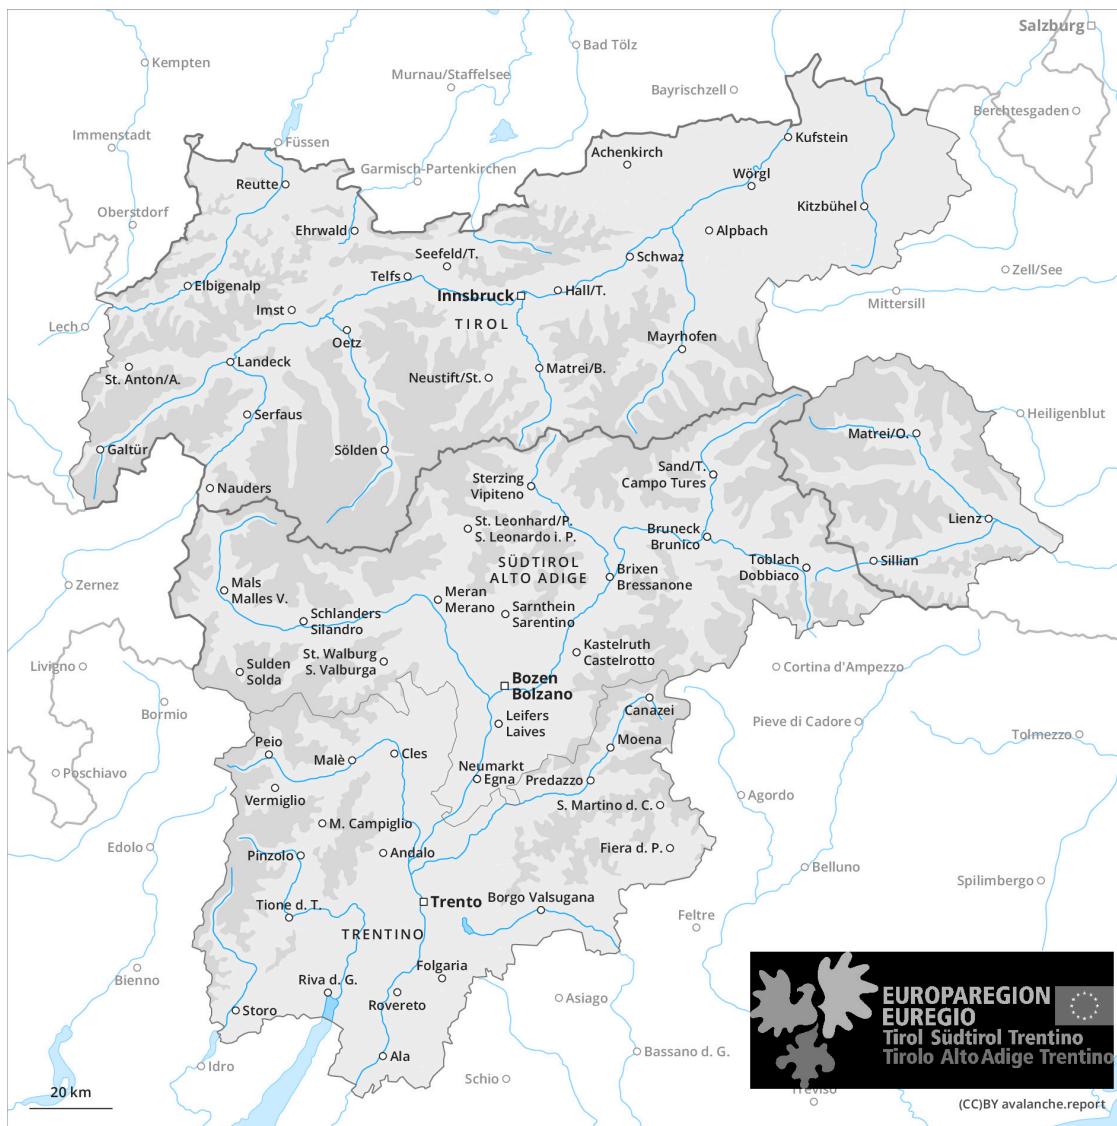 Salzburg
Bad Tölz
Kempten
Murnau/Staffelsee
Bayrischzell
Berchtesgaden
Immenstadt
Füssen
Kufstein
Achenkirch
Garmisch-Partenkirchen
Wörgl
Reutte
Kitzbühel
Oberstdorf
Ehrwald
Alpbach
Seefeld/T.
Schwaz
Zell/See
Telfs
Elbigenalp
Hall/T.
Innsbruck
Mittersill
Imst
TIROL
Lech
Oetz
Mayrhofen
Landeck
Matrei/B.
St. Anton/A.
Neustift/St.
Serfaus
Heiligenblut
Matrei/O.
Galtür
Sölden
Sand/T.
Campo Tures
Sterzing
Vipiteno
Nauders
Lienz
St. Leonhard/P.
S. Leonardo i. P.
Bruneck
Brunico
SÜDTIROL
ALTO ADIGE
Toblach
Dobbiaco
Sillian
Brixen
Bressanone
Zernez
Mals
Malles V.
Meran
Merano
Schlanders
Silandro
Sarnthein
Sarentino
Kastelruth
Castelrotto
St. Walburg
S. Valburga
Livigno
Sulden
Solda
Cortina d'Ampezzo
Bozen
Bolzano
Bormio
Canazei
Leifers
Laives
Pieve di Cadore
Tolmezzo
Moena
Peio
Cles
Malè
Neumarkt
Egna
Predazzo
Poschiavo
Vermiglio
Agordo
S. Martino d. C.
M. Campiglio
Edolo
Pinzolo
Andalo
Fiera d. P.
Belluno
Spilimbergo
Trento
Borgo Valsugana
Tione d. T.
Feltre
TRENTINO
Bienno
Folgaria
Riva d. G.
Rovereto
Asiago
Storo
EUROPAREGION
EUREGIO
Tirol Südtirol Trentino
Tirolo Alto Adige Trentino
Ala
Bassano d. G.
Idro
Schio
20 km
Treviso
(CC)BY avalanche.report